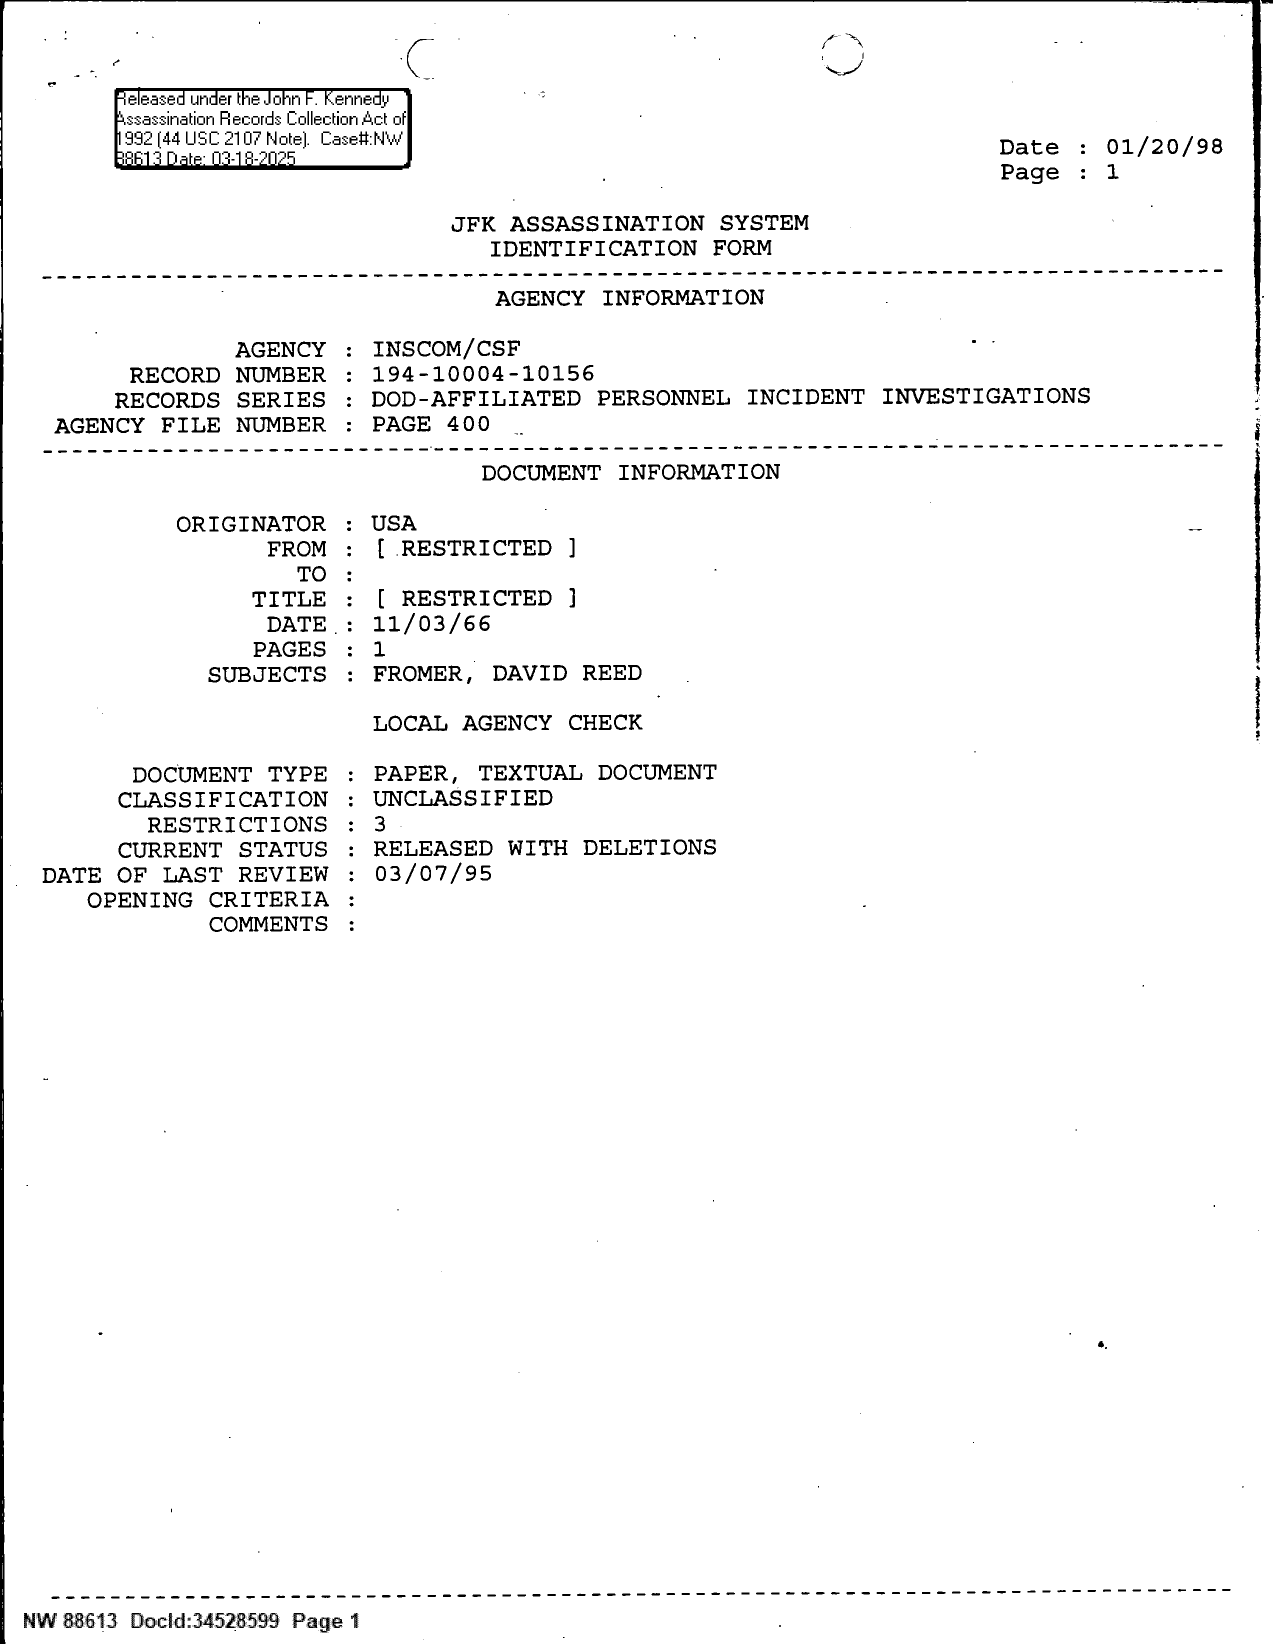 Released under the John F. Kennedy
Assassination Records Collection Act of
1992 (44 USC 2107 Note). Case#:NW
88613 Date: 03-18-2025
Date : 01/20/98
Page : 1
JFK ASSASSINATION SYSTEM
IDENTIFICATION FORM
AGENCY INFORMATION
AGENCY : INSCOM/CSF
RECORD NUMBER : 194-10004-10156
RECORDS SERIES : DOD-AFFILIATED PERSONNEL INCIDENT INVESTIGATIONS
AGENCY FILE NUMBER : PAGE 400
DOCUMENT INFORMATION
ORIGINATOR : USA
FROM : [ RESTRICTED ]
TO :
TITLE : [ RESTRICTED ]
DATE : 11/03/66
PAGES : 1
SUBJECTS : FROMER, DAVID REED
LOCAL AGENCY CHECK
DOCUMENT TYPE : PAPER, TEXTUAL DOCUMENT
CLASSIFICATION : UNCLASSIFIED
RESTRICTIONS : 3
CURRENT STATUS : RELEASED WITH DELETIONS
DATE OF LAST REVIEW : 03/07/95
OPENING CRITERIA :
COMMENTS :
NW 88613 DocId:34528599 Page 1